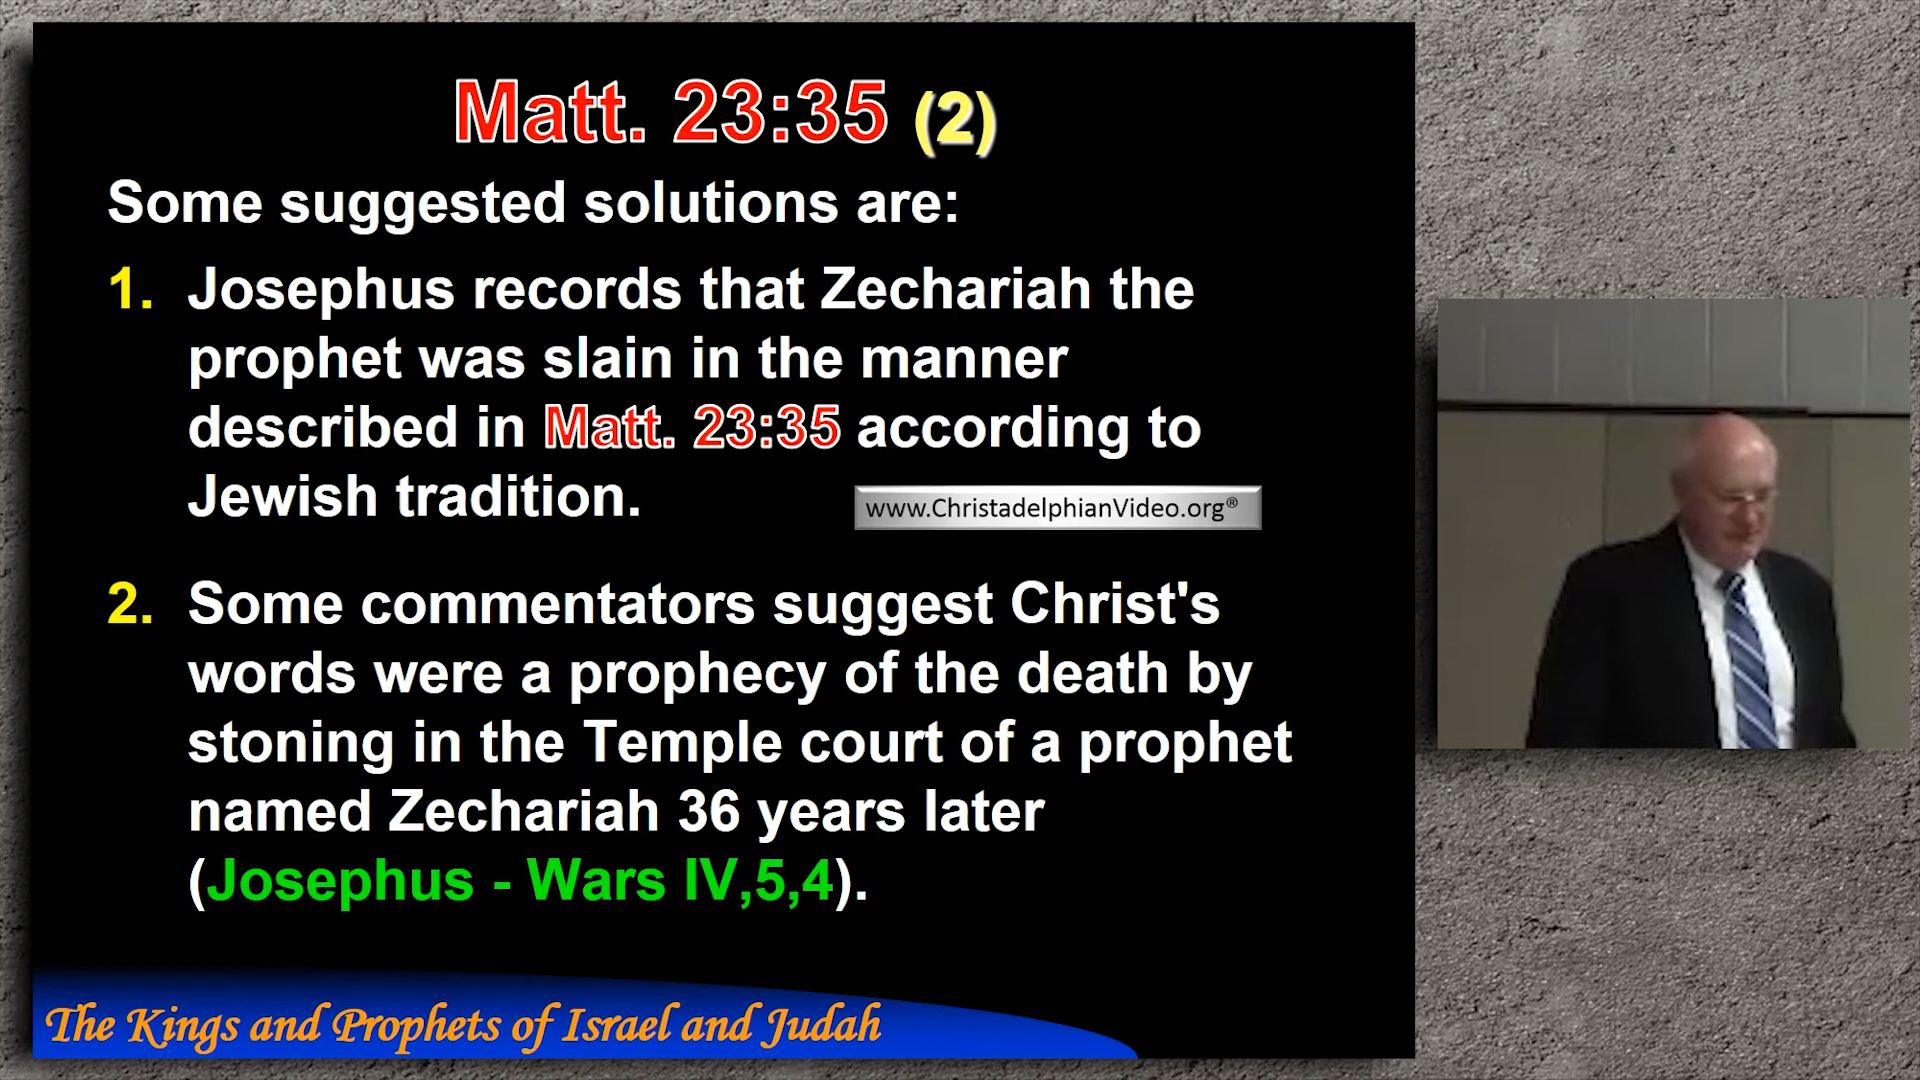 Matt. 23:35 (2)
Some suggested solutions are:
1. Josephus records that Zechariah the
prophet was slain in the manner
described in Matt. 23:35 according to
Jewish tradition.
www.ChristadelphianVideo.org®
2. Some commentators suggest Christ's
words were a prophecy of the death by
stoning in the Temple court of a prophet
named Zechariah 36 years later
(Josephus - Wars IV,5,4).
The Kings and Prophets of Israel and Judah